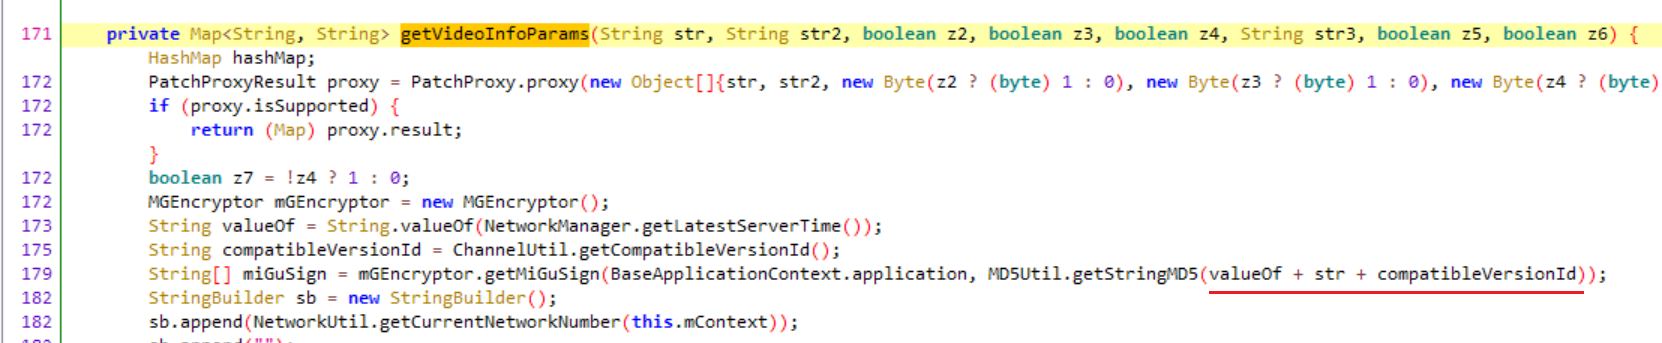 171 private Map<String, String> getVideoInfoParams(String str, String str2, boolean z2, boolean z3, boolean z4, String str3, boolean z5, boolean z6) {
HashMap hashMap;
172 PatchProxyResult proxy = PatchProxy.proxy(new Object[]{str, str2, new Byte(z2 ? (byte) 1 : 0), new Byte(z3 ? (byte) 1 : 0), new Byte(z4 ? (byte)
172 if (proxy.isSupported) {
172 return (Map) proxy.result;
}
172 boolean z7 = !z4 ? 1 : 0;
172 MGEncryptor mGEncryptor = new MGEncryptor();
173 String valueOf = String.valueOf(NetworkManager.getLatestServerTime());
175 String compatibleVersionId = ChannelUtil.getCompatibleVersionId();
179 String[] miGuSign = mGEncryptor.getMiGuSign(BaseApplicationContext.application, MD5Util.getStringMD5(valueOf + str + compatibleVersionId));
182 StringBuilder sb = new StringBuilder();
182 sb.append(NetworkUtil.getCurrentNetworkNumber(this.mContext));
sb.append("");